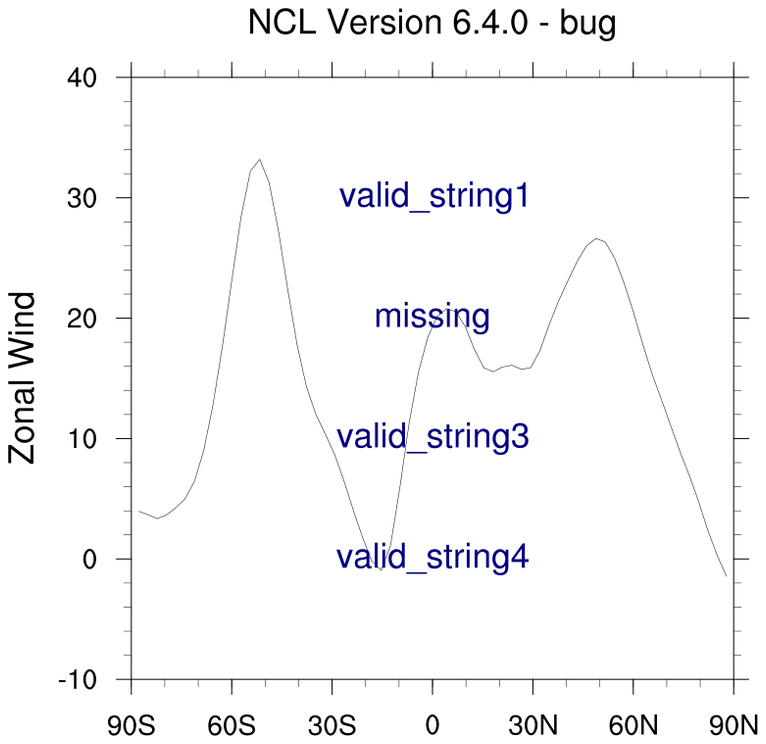 NCL Version 6.4.0 - bug
40
30
20
10
0
-10
Zonal Wind
valid_string1
missing
valid_string3
valid_string4
90S 60S 30S 0 30N 60N 90N